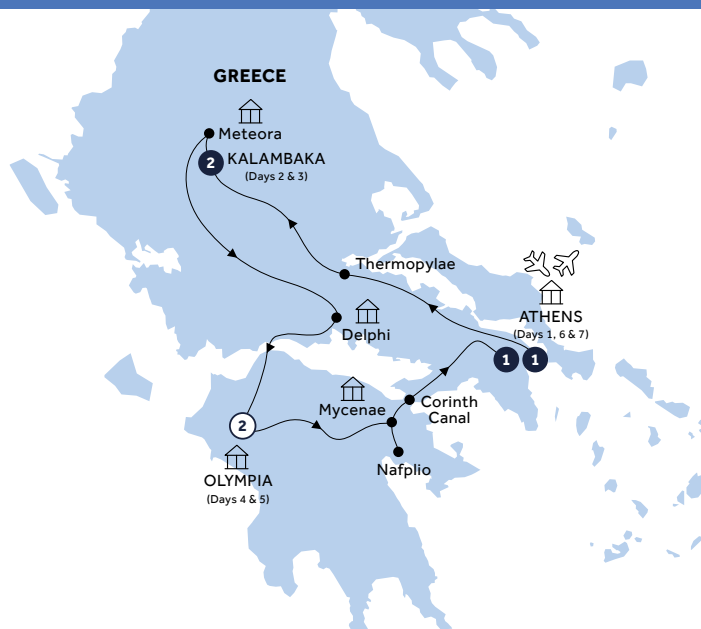 GREECE
Meteora
2
KALAMBAKA
(Days 2 & 3)
Thermopylae
ATHENS
(Days 1, 6 & 7)
Delphi
1
1
Mycenae
Corinth
Canal
2
Nafplio
OLYMPIA
(Days 4 & 5)